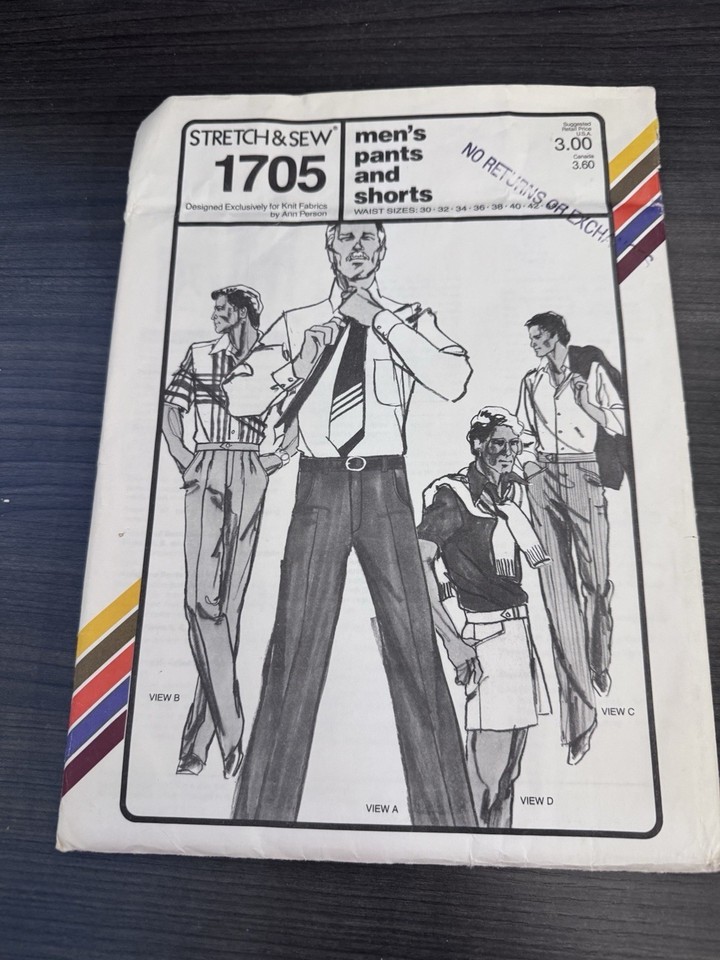 STRETCH & SEW®
1705
Designed Exclusively for Knit Fabrics
by Ann Person
men's
pants
and
shorts
WAIST SIZES: 30 · 32 · 34 · 36 · 38 · 40 · 42
Suggested
Retail Price
U.S.A.
3.00
Canada
3.60
NO RETURNS OR
VIEW B
VIEW C
VIEW A
VIEW D